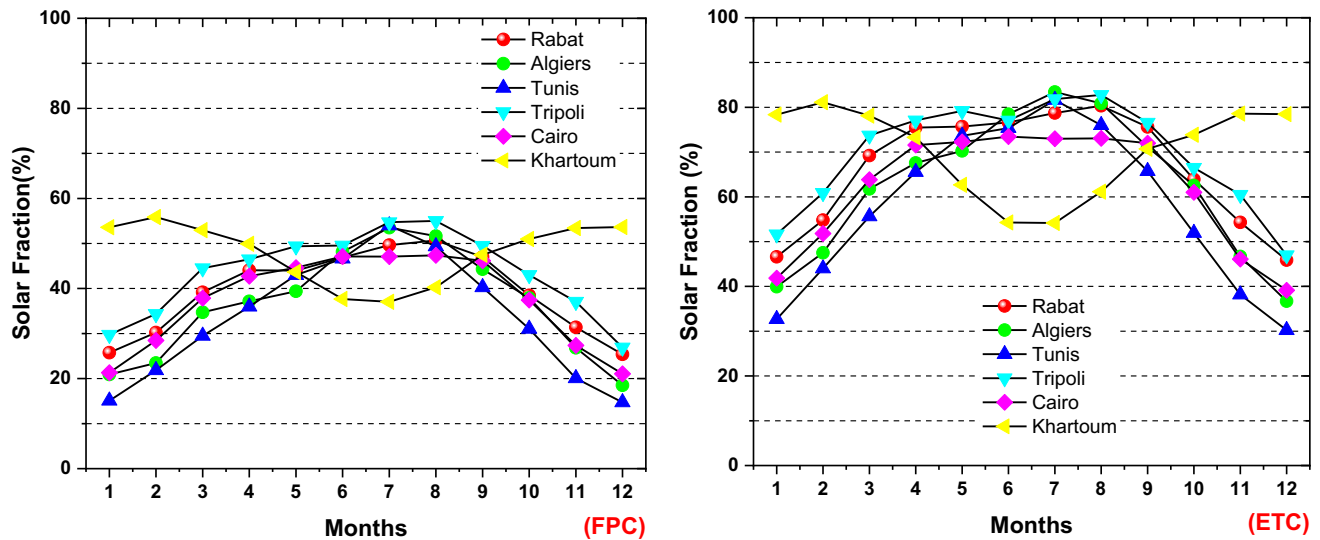 Solar Fraction(%)
100
80
60
40
20
0
Rabat
Algiers
Tunis
Tripoli
Cairo
Khartoum
1 2 3 4 5 6 7 8 9 10 11 12
Months
(FPC)
Solar Fraction (%)
100
80
60
40
20
0
Rabat
Algiers
Tunis
Tripoli
Cairo
Khartoum
1 2 3 4 5 6 7 8 9 10 11 12
Months
(ETC)